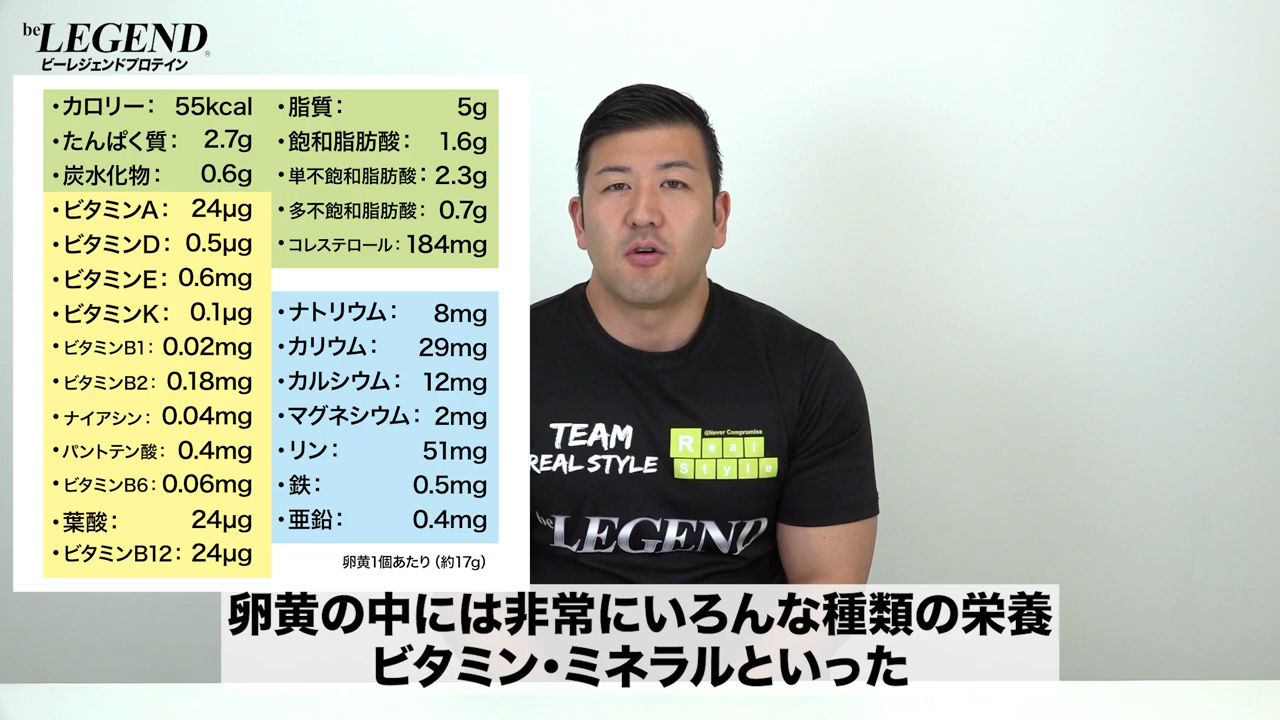 be LEGEND®
ビーレジェンドプロテイン
・カロリー： 55kcal
・たんぱく質： 2.7g
・炭水化物： 0.6g
・ビタミンA： 24μg
・ビタミンD： 0.5μg
・ビタミンE： 0.6mg
・ビタミンK： 0.1μg
・ビタミンB1： 0.02mg
・ビタミンB2： 0.18mg
・ナイアシン： 0.04mg
・パントテン酸： 0.4mg
・ビタミンB6： 0.06mg
・葉酸： 24μg
・ビタミンB12： 24μg
・脂質： 5g
・飽和脂肪酸： 1.6g
・単不飽和脂肪酸： 2.3g
・多不飽和脂肪酸： 0.7g
・コレステロール： 184mg
・ナトリウム： 8mg
・カリウム： 29mg
・カルシウム： 12mg
・マグネシウム： 2mg
・リン： 51mg
・鉄： 0.5mg
・亜鉛： 0.4mg
卵黄1個あたり（約17g）
TEAM
REAL STYLE
@Never Compromise
Real
Style
be LEGEND
卵黄の中には非常にいろんな種類の栄養
ビタミン・ミネラルといった